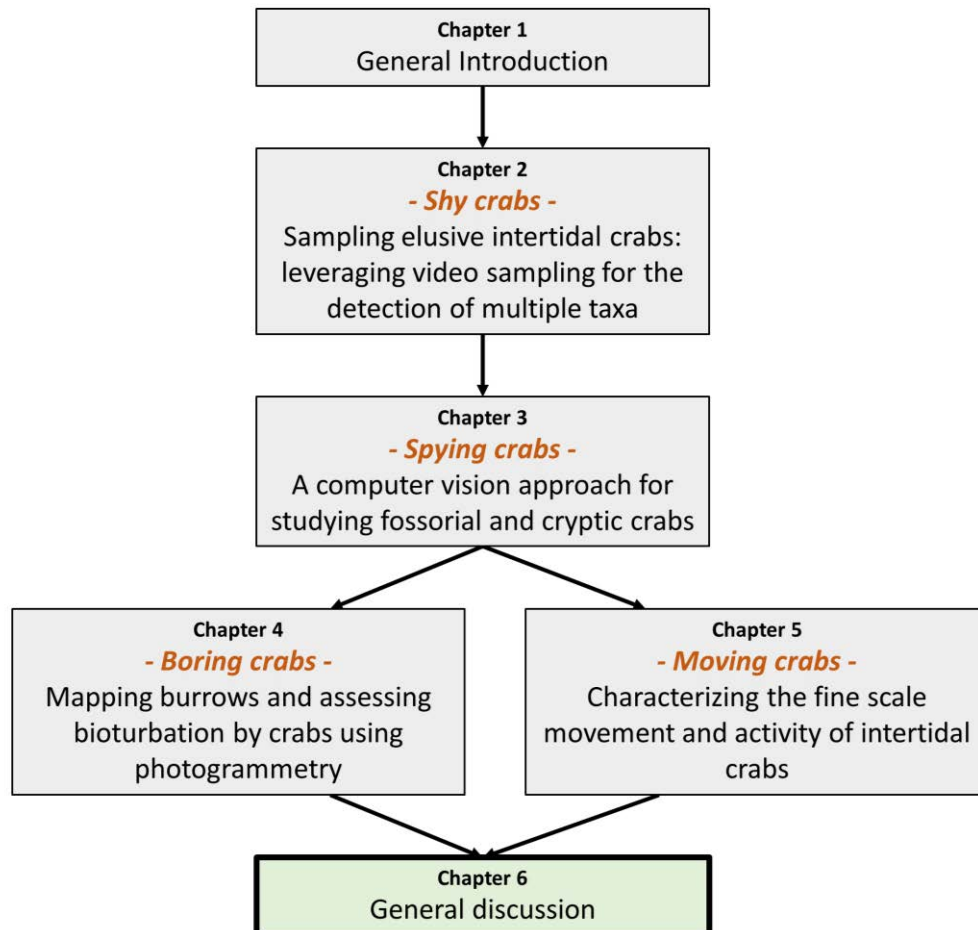 Chapter 1
General Introduction
Chapter 2
- Shy crabs -
Sampling elusive intertidal crabs:
leveraging video sampling for the
detection of multiple taxa
Chapter 3
- Spying crabs -
A computer vision approach for
studying fossorial and cryptic crabs
Chapter 4
- Boring crabs -
Mapping burrows and assessing
bioturbation by crabs using
photogrammetry
Chapter 5
- Moving crabs -
Characterizing the fine scale
movement and activity of intertidal
crabs
Chapter 6
General discussion